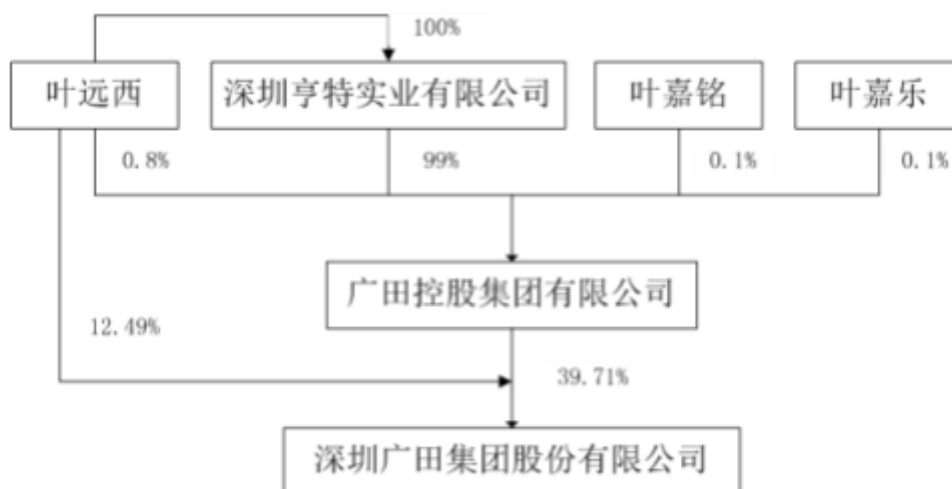 100%
叶远西
深圳亨特实业有限公司
叶嘉铭
叶嘉乐
0.8%
99%
0.1%
0.1%
广田控股集团有限公司
12.49%
39.71%
深圳广田集团股份有限公司